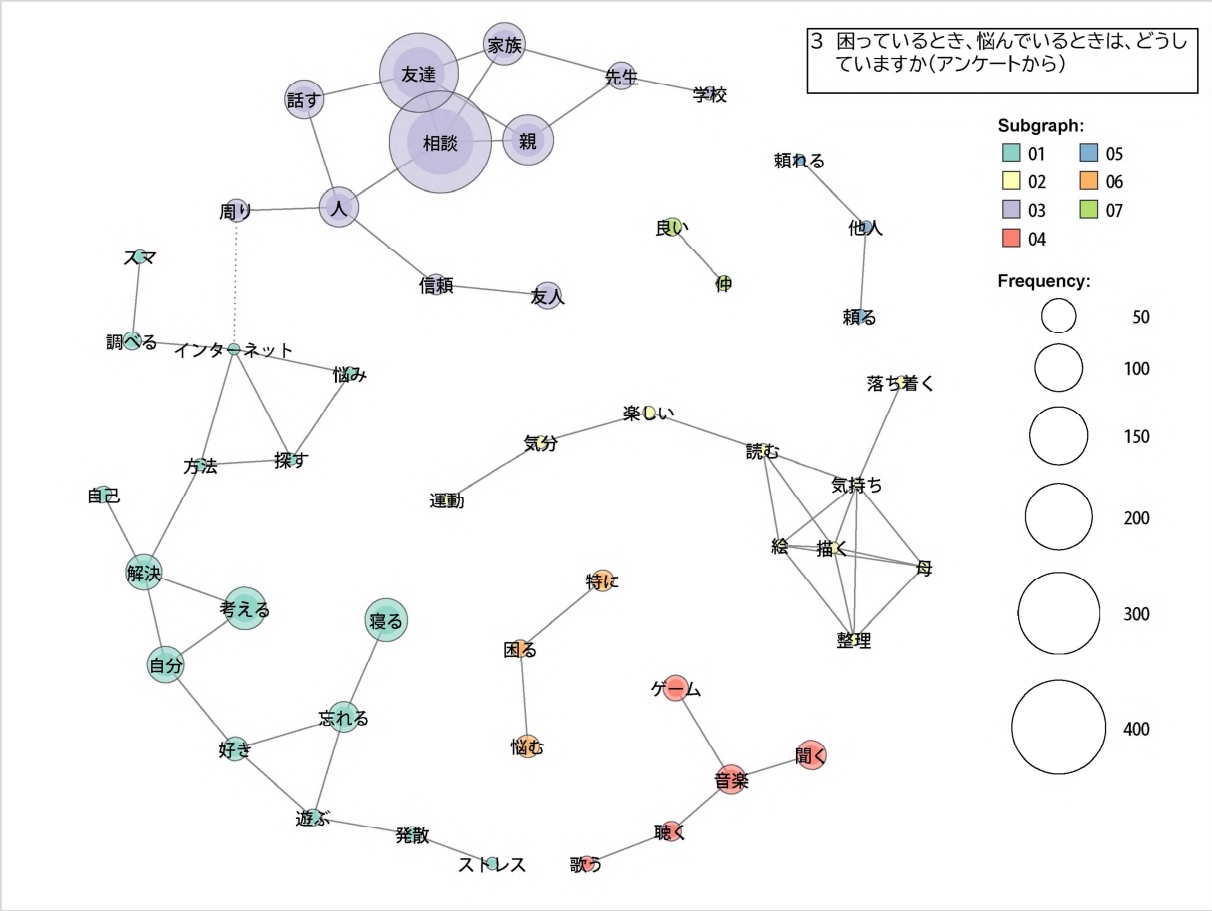 3 困っているとき、悩んでいるときは、どうし
ていますか(アンケートから)
家族
友達
先生
話す
学校
相談
親
人
周り
信頼
友人
頼れる
良い
他人
仲
頼る
スマ
調べる
インターネット
悩み
方法
探す
自己
解決
考える
寝る
自分
忘れる
好き
遊ぶ
発散
ストレス
落ち着く
楽しい
気分
読む
運動
気持ち
絵
描く
母
整理
特に
困る
悩む
ゲーム
聞く
音楽
聴く
歌う
Subgraph:
01
05
02
06
03
07
04
Frequency:
50
100
150
200
300
400